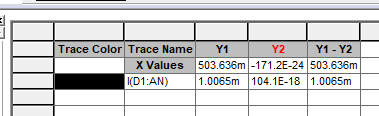 Trace Color Trace Name Y1 Y2 Y1 - Y2
X Values 503.636m -171.2E-24 503.636m
I(D1:AN) 1.0065m 104.1E-18 1.0065m